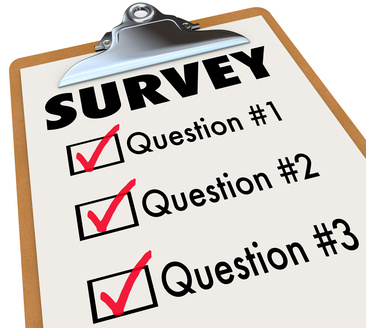 SURVEY
Question #1
Question #2
Question #3